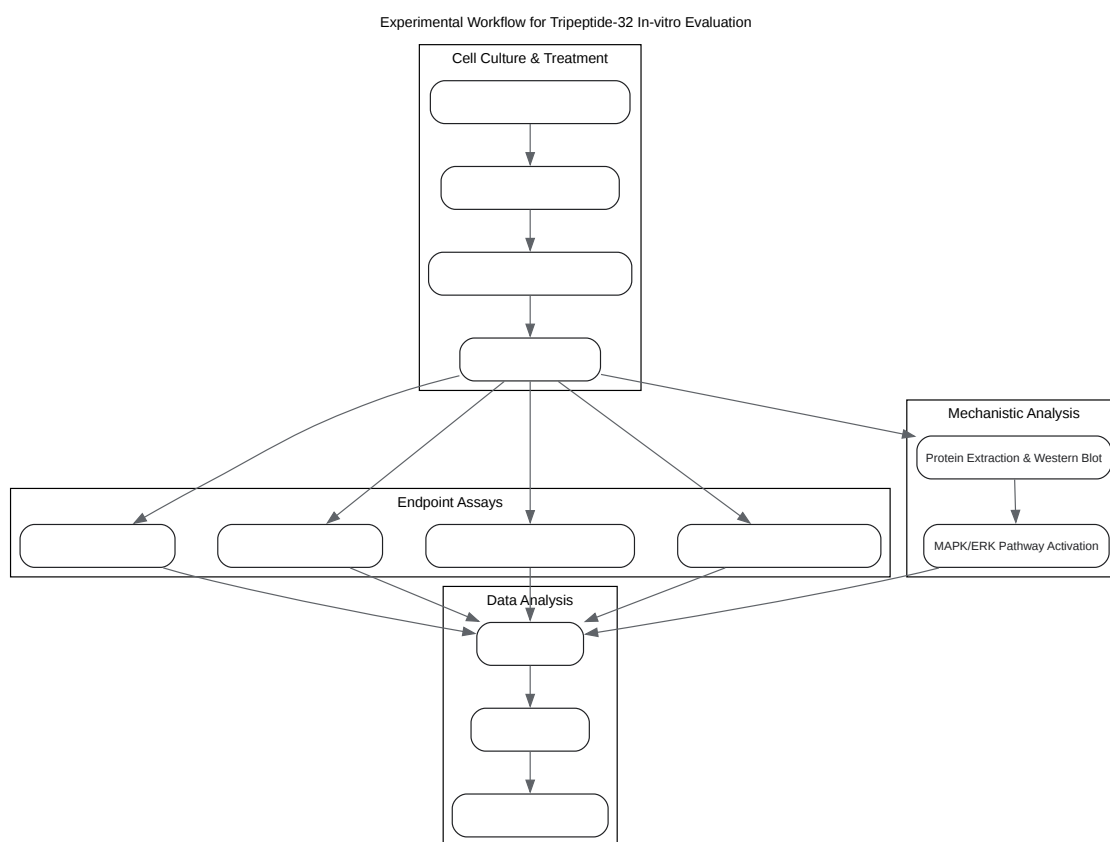 Experimental Workflow for Tripeptide-32 In-vitro Evaluation
Cell Culture & Treatment
Mechanistic Analysis
Protein Extraction & Western Blot
Endpoint Assays
MAPK/ERK Pathway Activation
Data Analysis